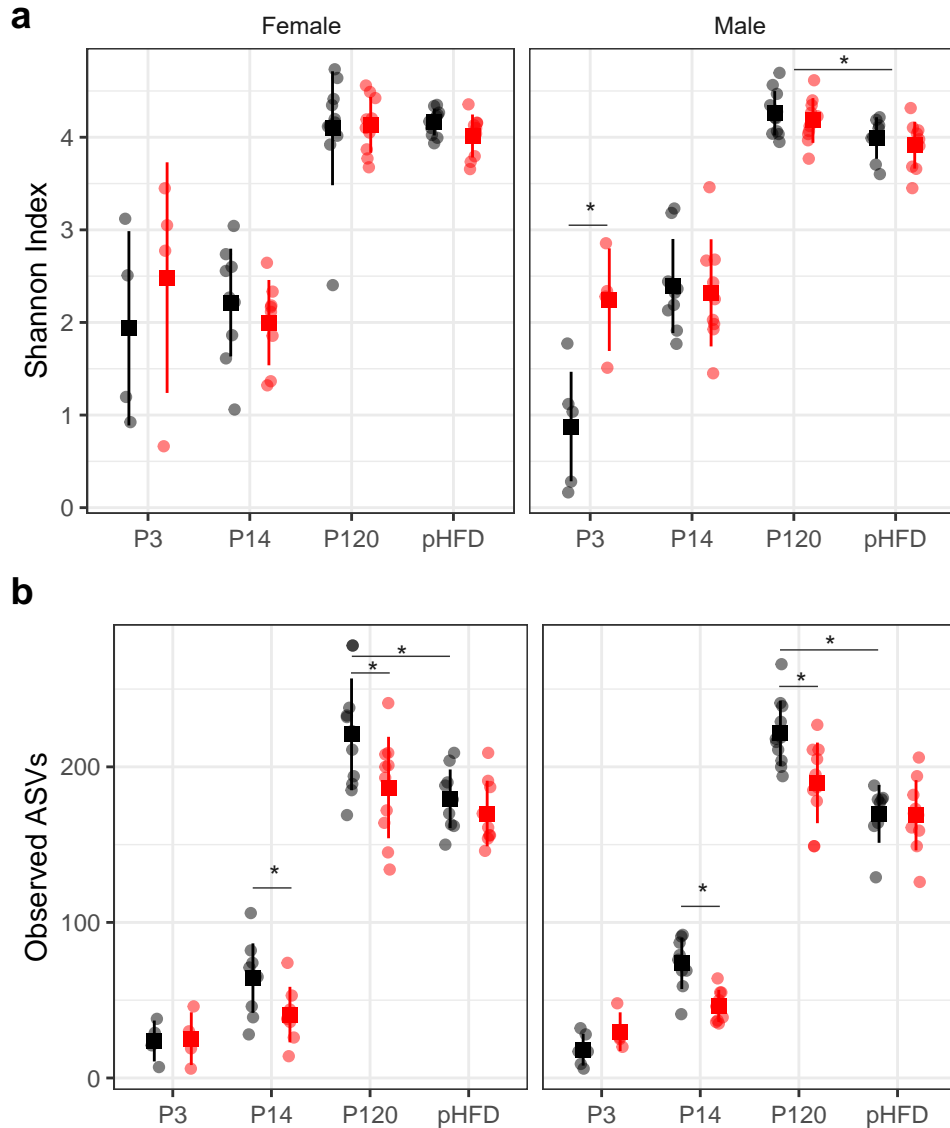 a
Female
Male
Shannon Index
4
3
2
1
0
*
*
P3
P14
P120
pHFD
P3
P14
P120
pHFD
b
Observed ASVs
200
100
0
*
*
*
*
*
*
P3
P14
P120
pHFD
P3
P14
P120
pHFD